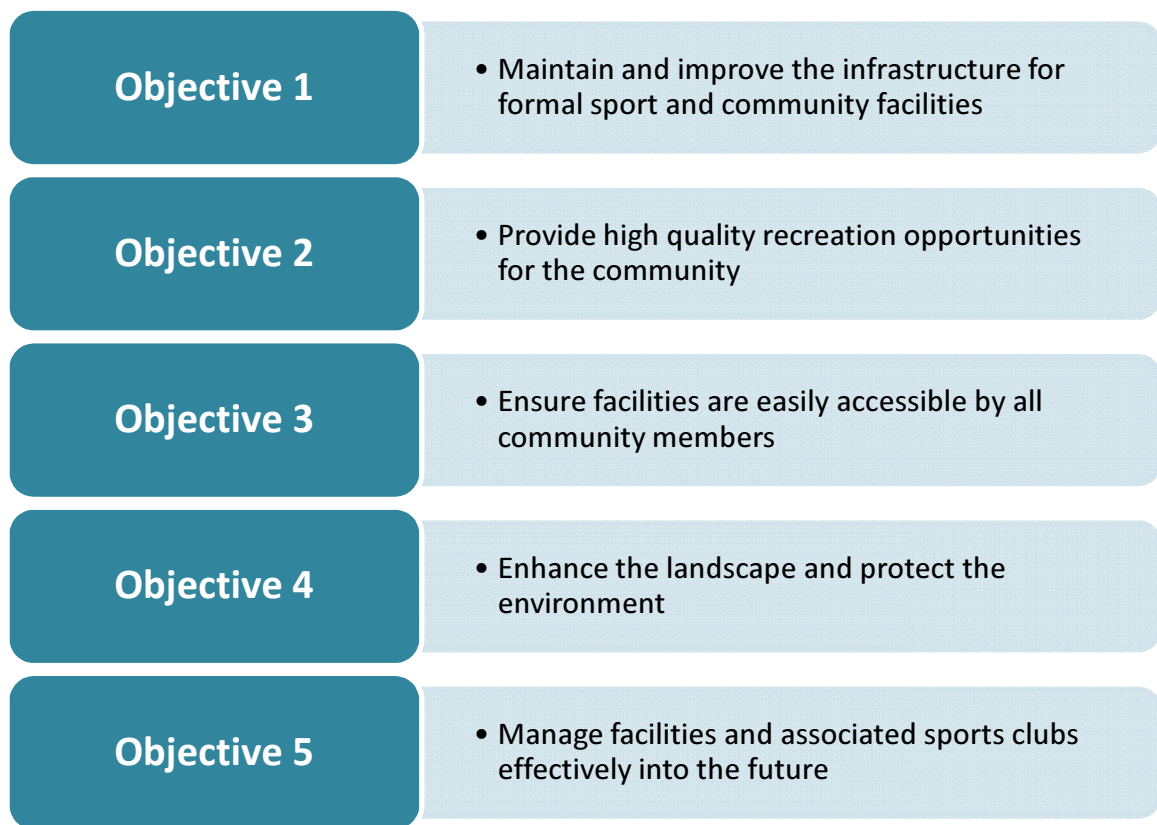 Objective 1
• Maintain and improve the infrastructure for
formal sport and community facilities
Objective 2
• Provide high quality recreation opportunities
for the community
Objective 3
• Ensure facilities are easily accessible by all
community members
Objective 4
• Enhance the landscape and protect the
environment
Objective 5
• Manage facilities and associated sports clubs
effectively into the future